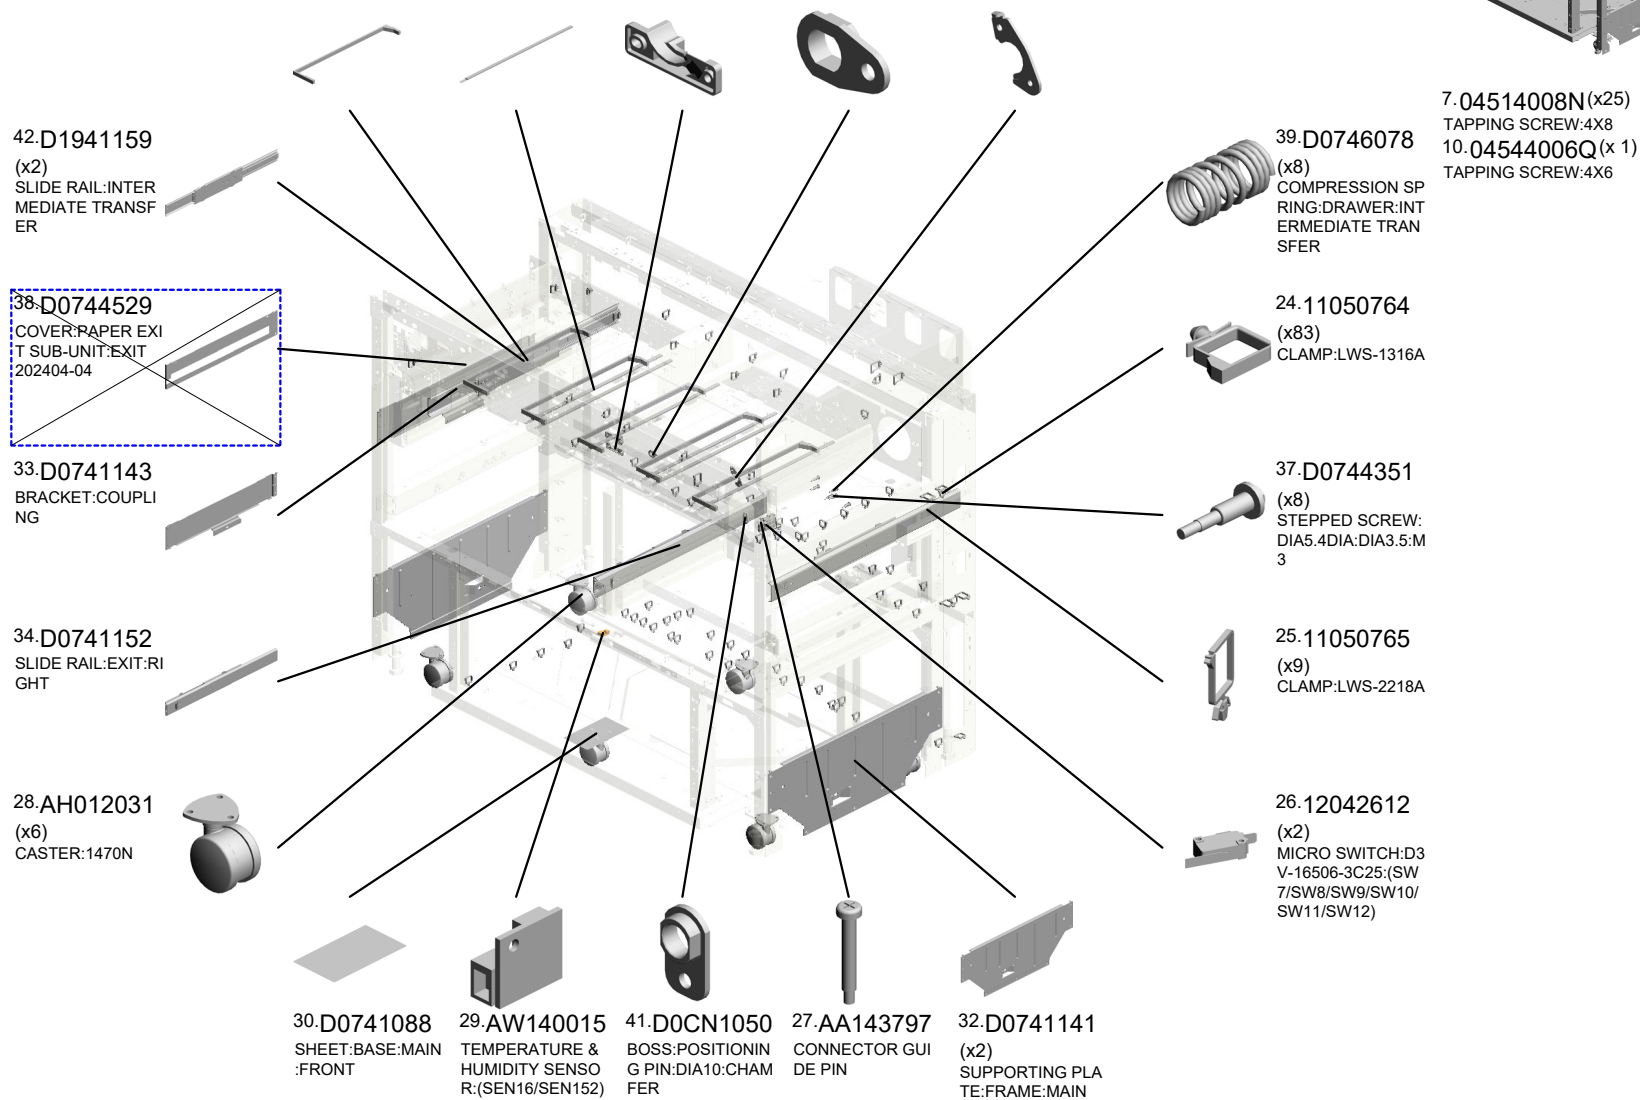 42.D1941159
(x2)
SLIDE RAIL:INTER
MEDIATE TRANSF
ER
38.D0744529
COVER:PAPER EXI
T SUB-UNIT:EXIT
202404-04
33.D0741143
BRACKET:COUPLI
NG
34.D0741152
SLIDE RAIL:EXIT:RI
GHT
28.AH012031
(x6)
CASTER:1470N
30.D0741088
SHEET:BASE:MAIN
:FRONT
29.AW140015
TEMPERATURE &
HUMIDITY SENSO
R:(SEN16/SEN152)
41.D0CN1050
BOSS:POSITIONIN
G PIN:DIA10:CHAM
FER
27.AA143797
CONNECTOR GUI
DE PIN
32.D0741141
(x2)
SUPPORTING PLA
TE:FRAME:MAIN
39.D0746078
(x8)
COMPRESSION SP
RING:DRAWER:INT
ERMEDIATE TRAN
SFER
24.11050764
(x83)
CLAMP:LWS-1316A
37.D0744351
(x8)
STEPPED SCREW:
DIA5.4DIA:DIA3.5:M
3
25.11050765
(x9)
CLAMP:LWS-2218A
26.12042612
(x2)
MICRO SWITCH:D3
V-16506-3C25:(SW
7/SW8/SW9/SW10/
SW11/SW12)
7.04514008N(x25)
TAPPING SCREW:4X8
10.04544006Q(x 1)
TAPPING SCREW:4X6